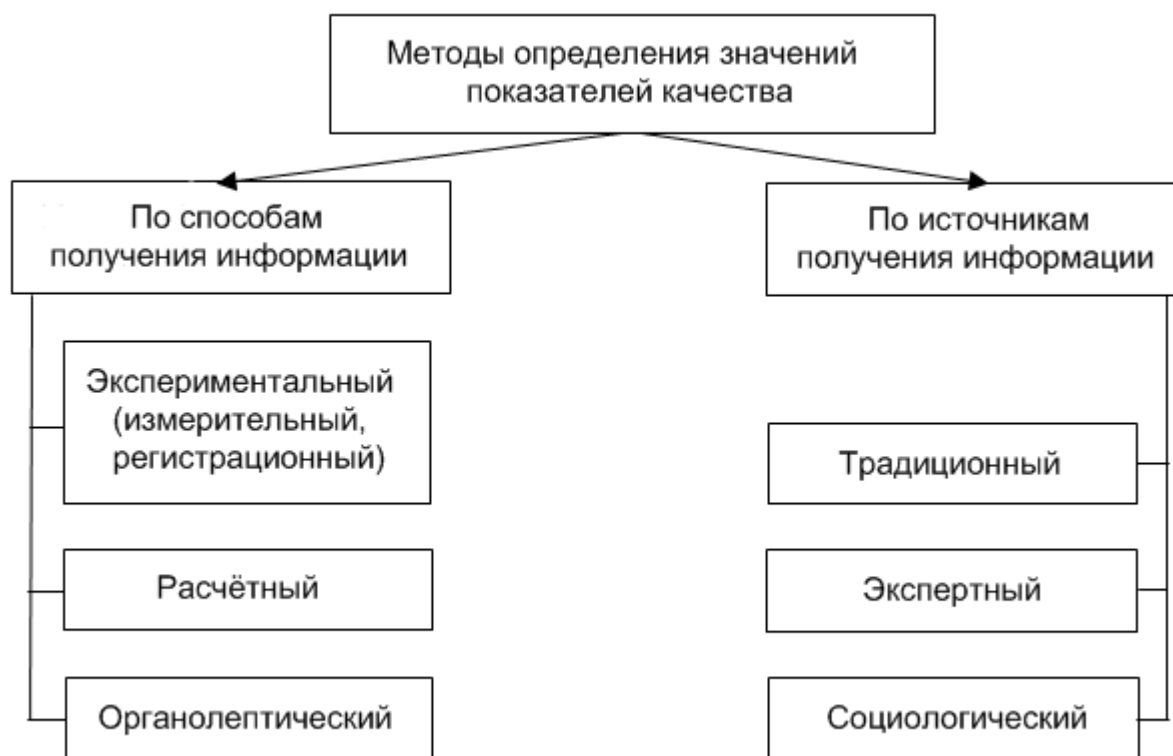 Методы определения значений
показателей качества
По способам
получения информации
По источникам
получения информации
Экспериментальный
(измерительный,
регистрационный)
Расчётный
Органолептический
Традиционный
Экспертный
Социологический